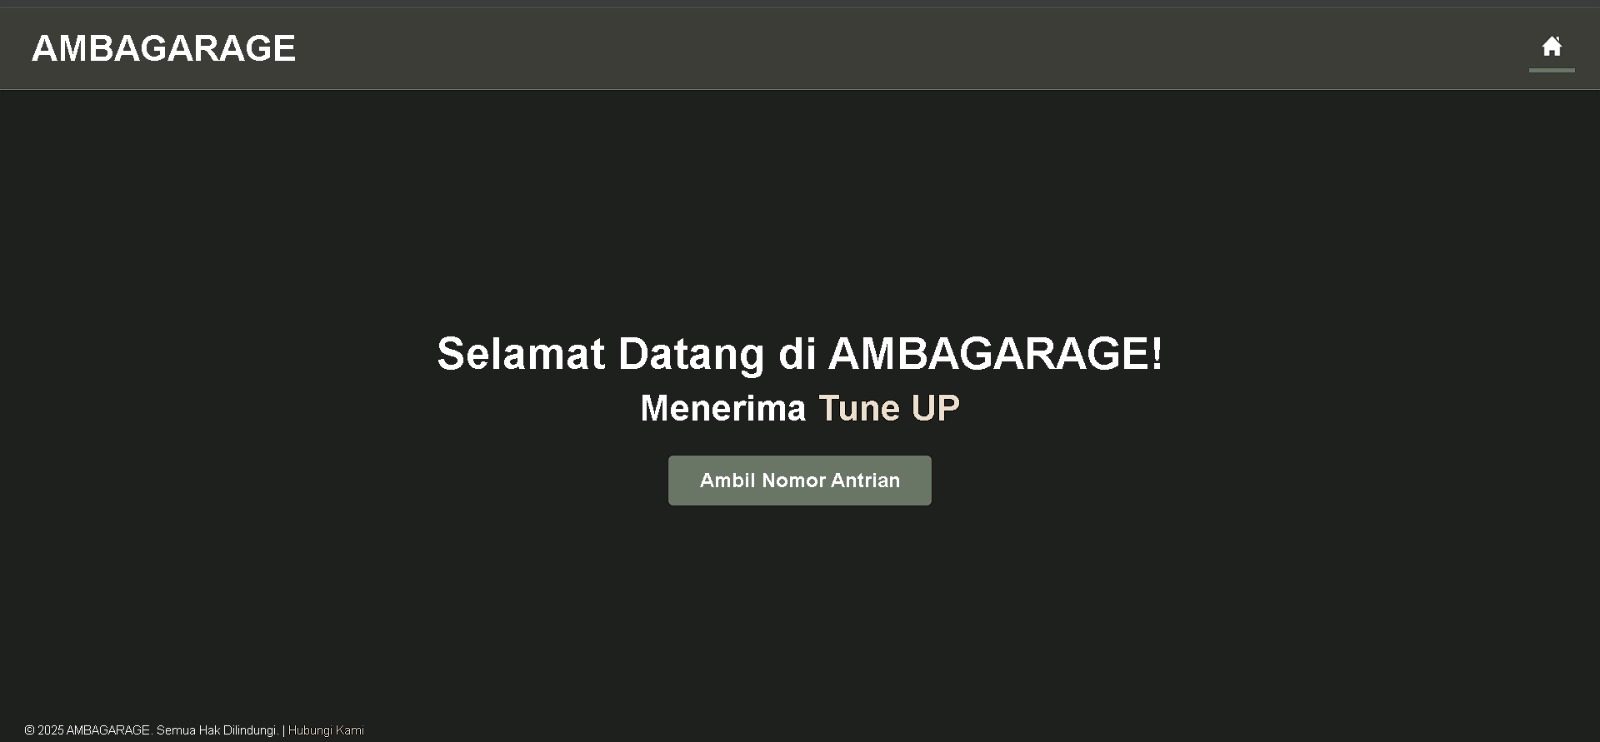 AMBAGARAGE
Selamat Datang di AMBAGARAGE!
Menerima Tune UP
Ambil Nomor Antrian
© 2025 AMBAGARAGE. Semua Hak Dilindungi. | Hubungi Kami